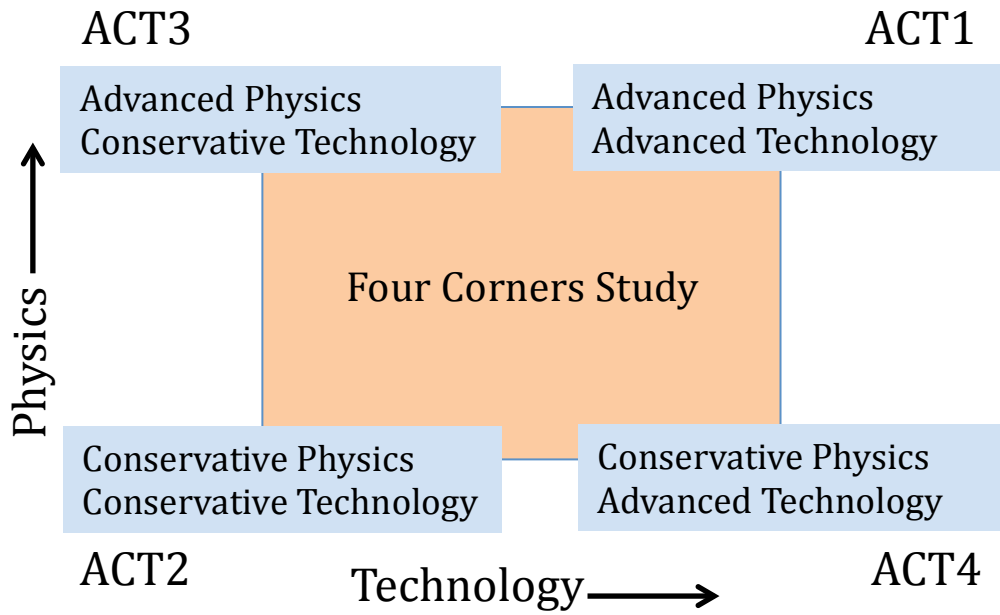 ACT3
ACT1
Advanced Physics
Conservative Technology
Advanced Physics
Advanced Technology
Physics
Four Corners Study
Conservative Physics
Conservative Technology
Conservative Physics
Advanced Technology
ACT2
Technology
ACT4